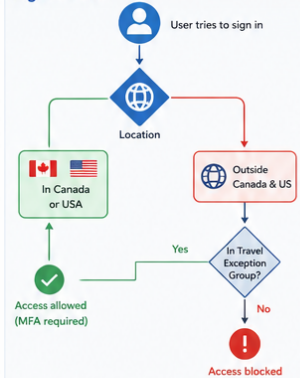 User tries to sign in
Location
In Canada
or USA
Outside
Canada & US
In Travel
Exception
Group?
Yes
No
Access allowed
(MFA required)
Access blocked